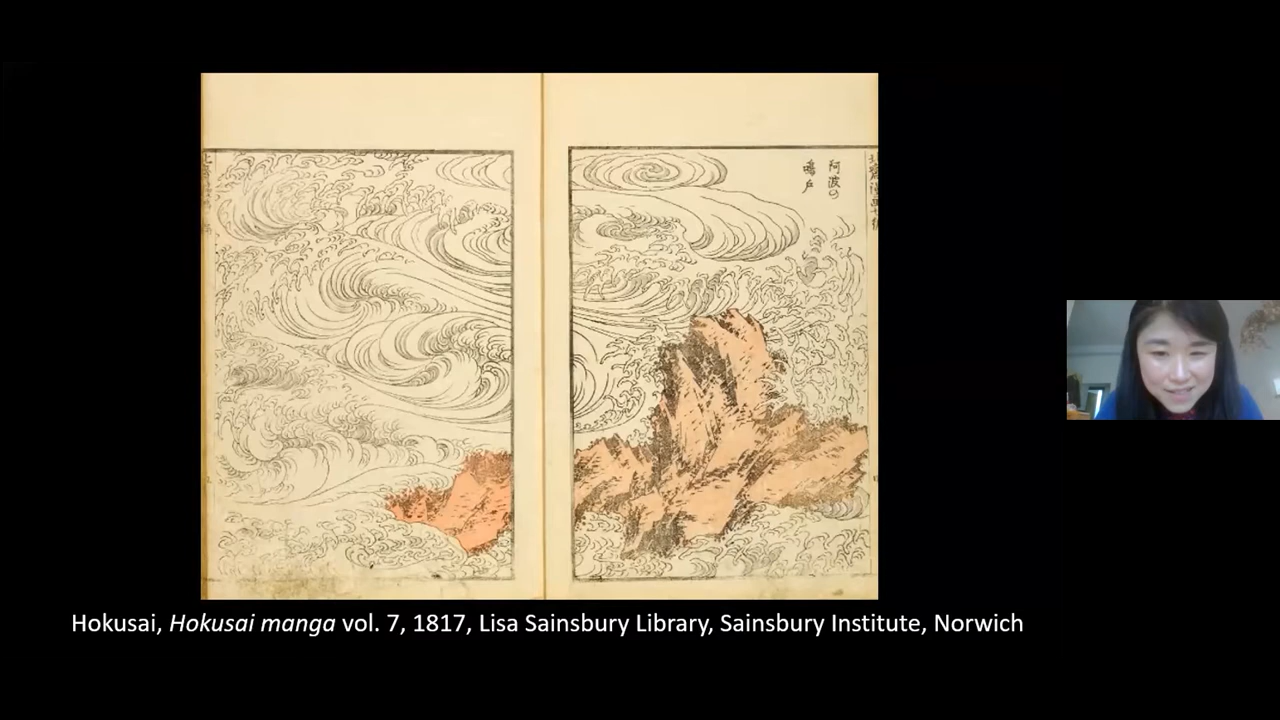 阿波の
鳴戸
Hokusai, Hokusai manga vol. 7, 1817, Lisa Sainsbury Library, Sainsbury Institute, Norwich